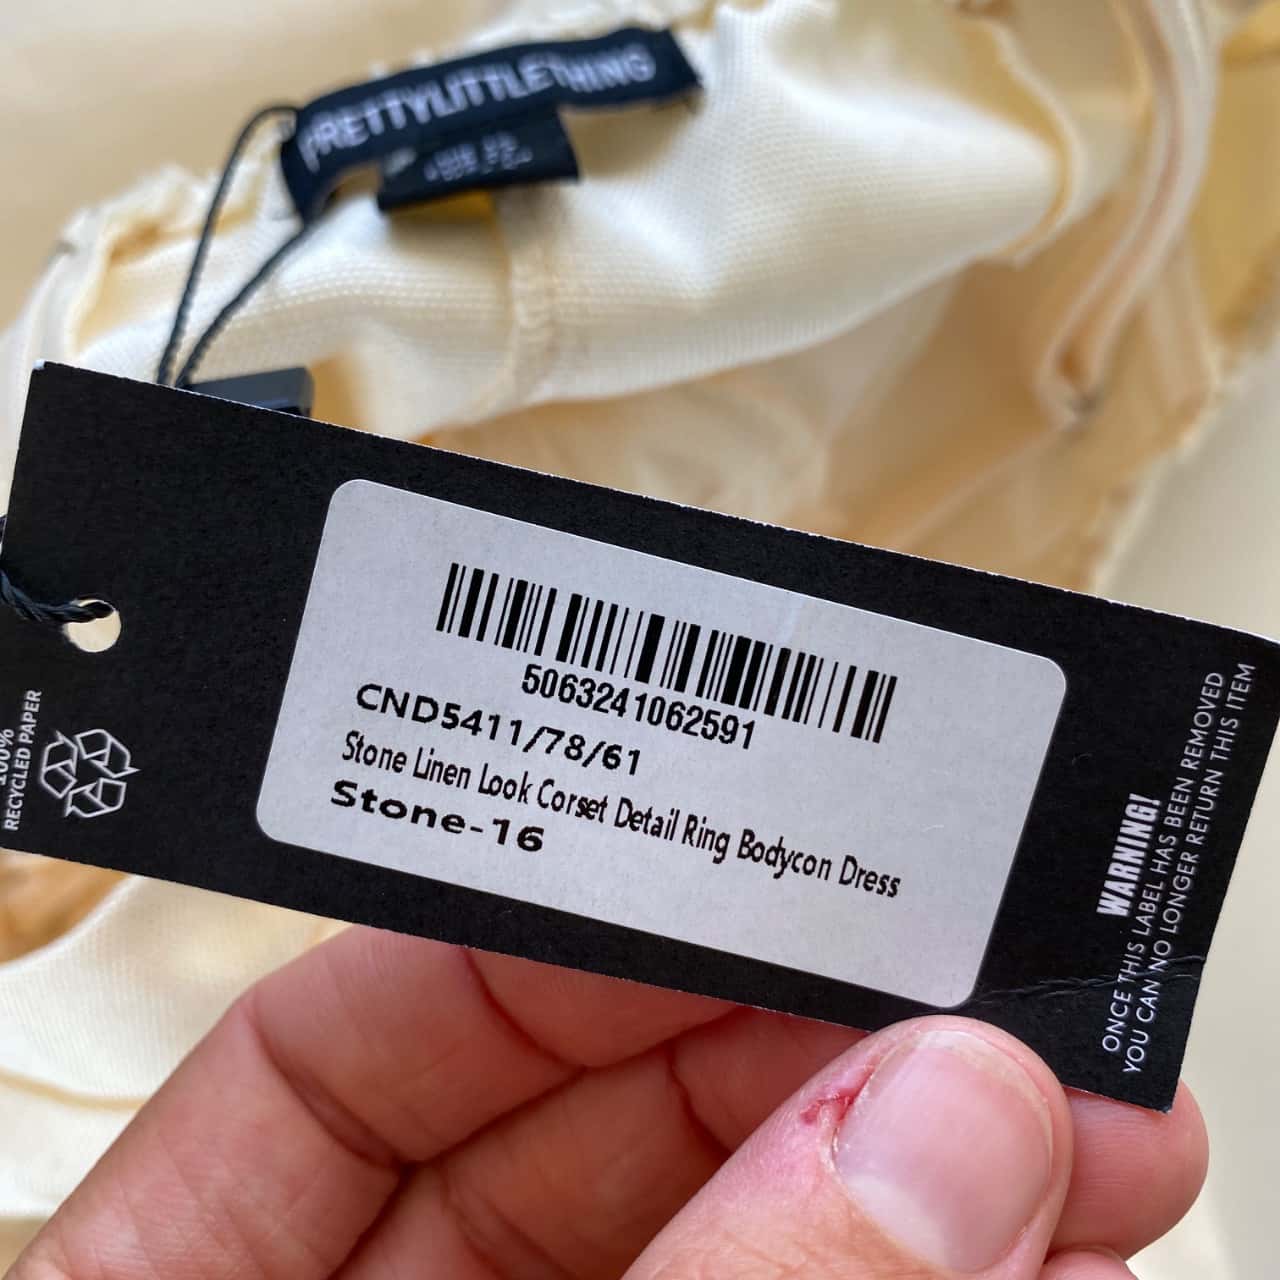 PRETTYLITTLETHING
5063241062591
CND5411/78/61
Stone Linen Look Corset Detail Ring Bodycon Dress
Stone-16
100%
RECYCLED PAPER
WARNING!
ONCE THIS LABEL HAS BEEN REMOVED
YOU CAN NO LONGER RETURN THIS ITEM